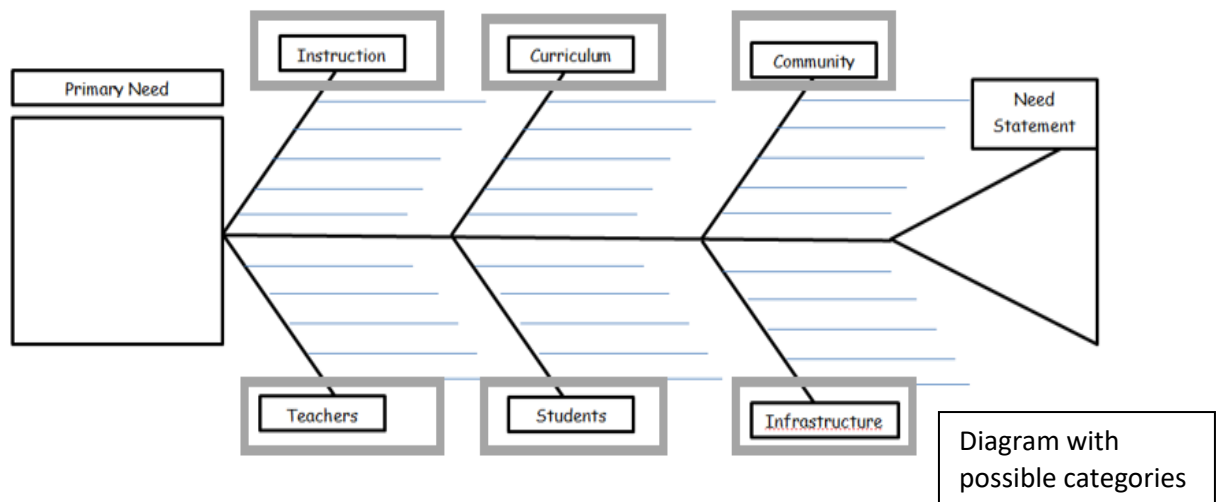 Instruction
Curriculum
Community
Primary Need
Need
Statement
Teachers
Students
Infrastructure
Diagram with
possible categories